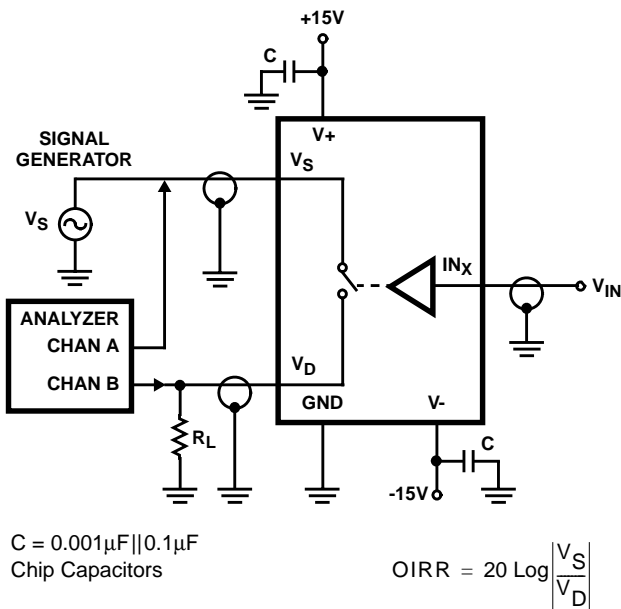 +15V
C
V+
SIGNAL
GENERATOR
VS
VS
INX
VIN
ANALYZER
CHAN A
CHAN B
VD
GND
V-
RL
C
-15V
C = 0.001µF||0.1µF
Chip Capacitors
OIRR = 20 Log|VS/VD|